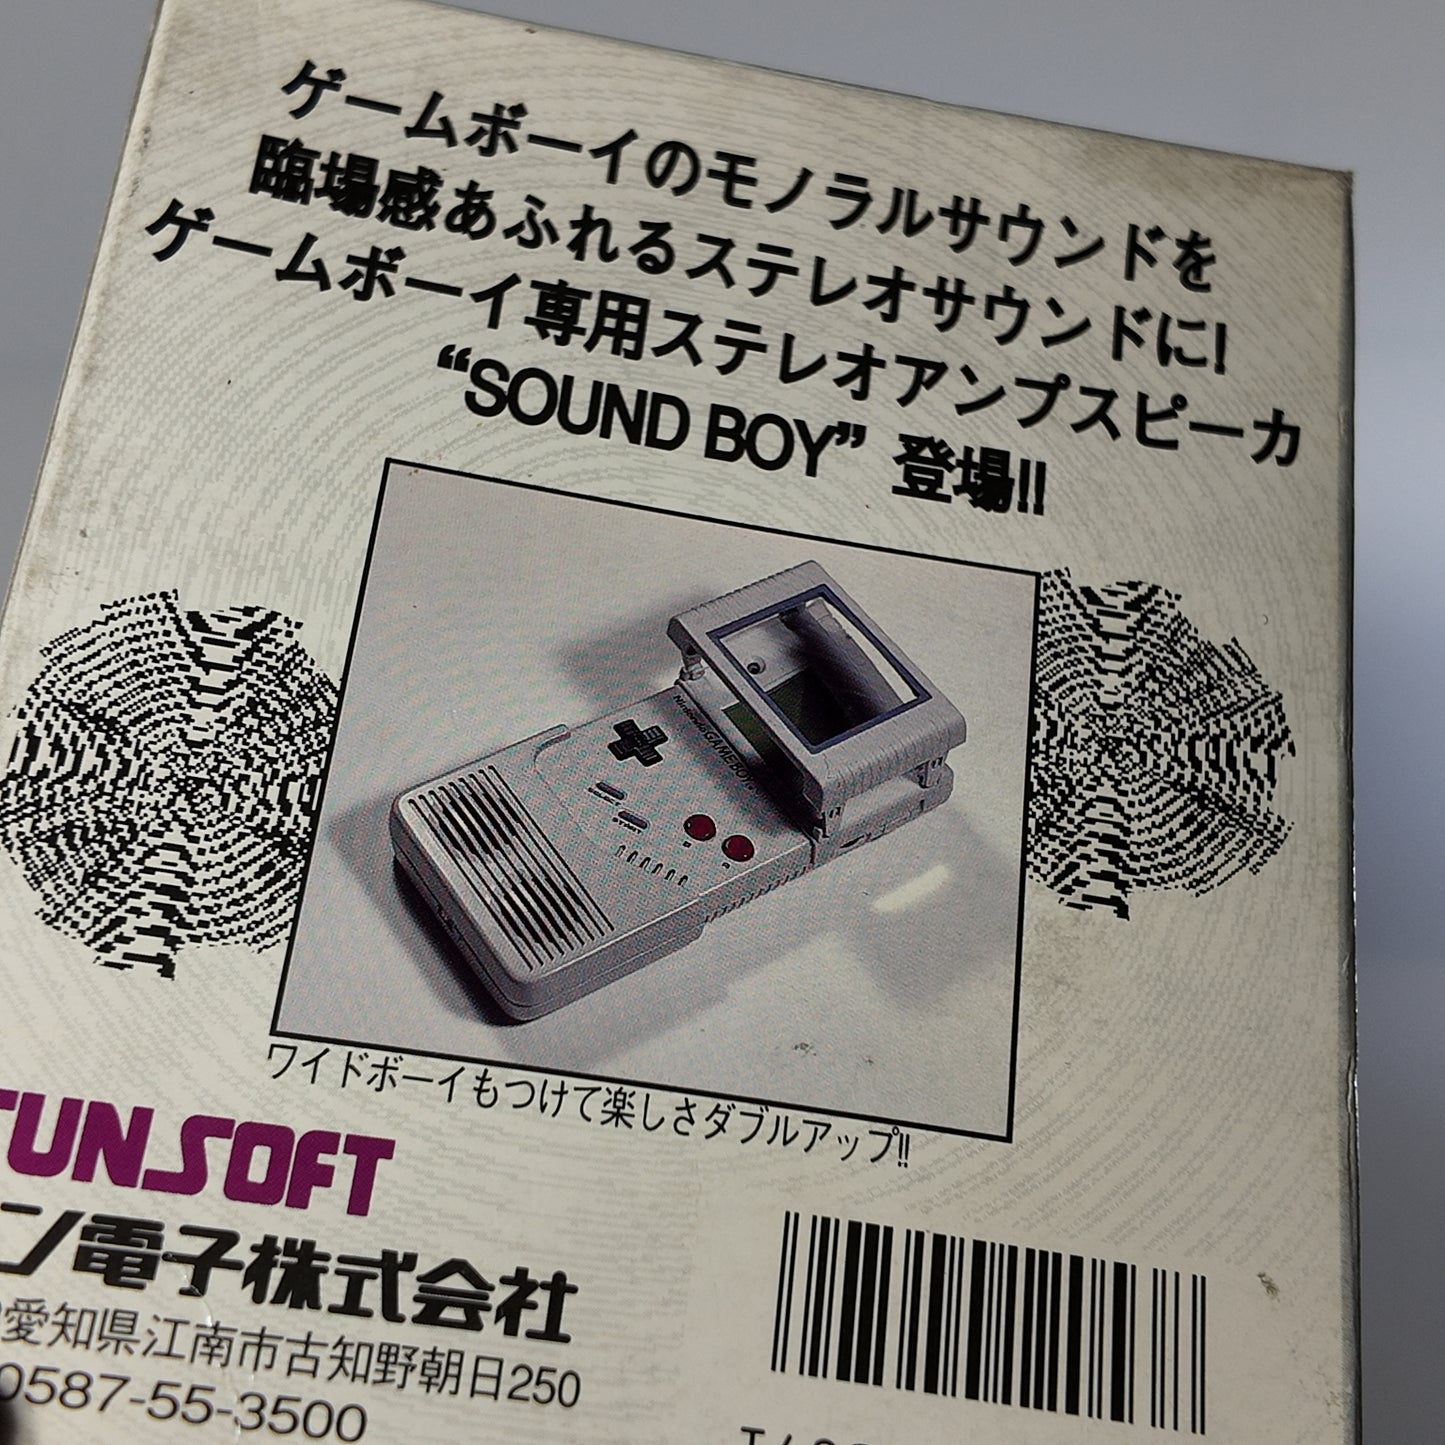 ゲームボーイのモノラルサウンドを
臨場感あふれるステレオサウンドに!
ゲームボーイ専用ステレオアンプスピーカ
“SOUND BOY” 登場!!
Nintendo GAME BOY
ワイドボーイもつけて楽しさダブルアップ!!
SUNSOFT
ン電子株式会社
愛知県江南市古知野朝日250
0587-55-3500